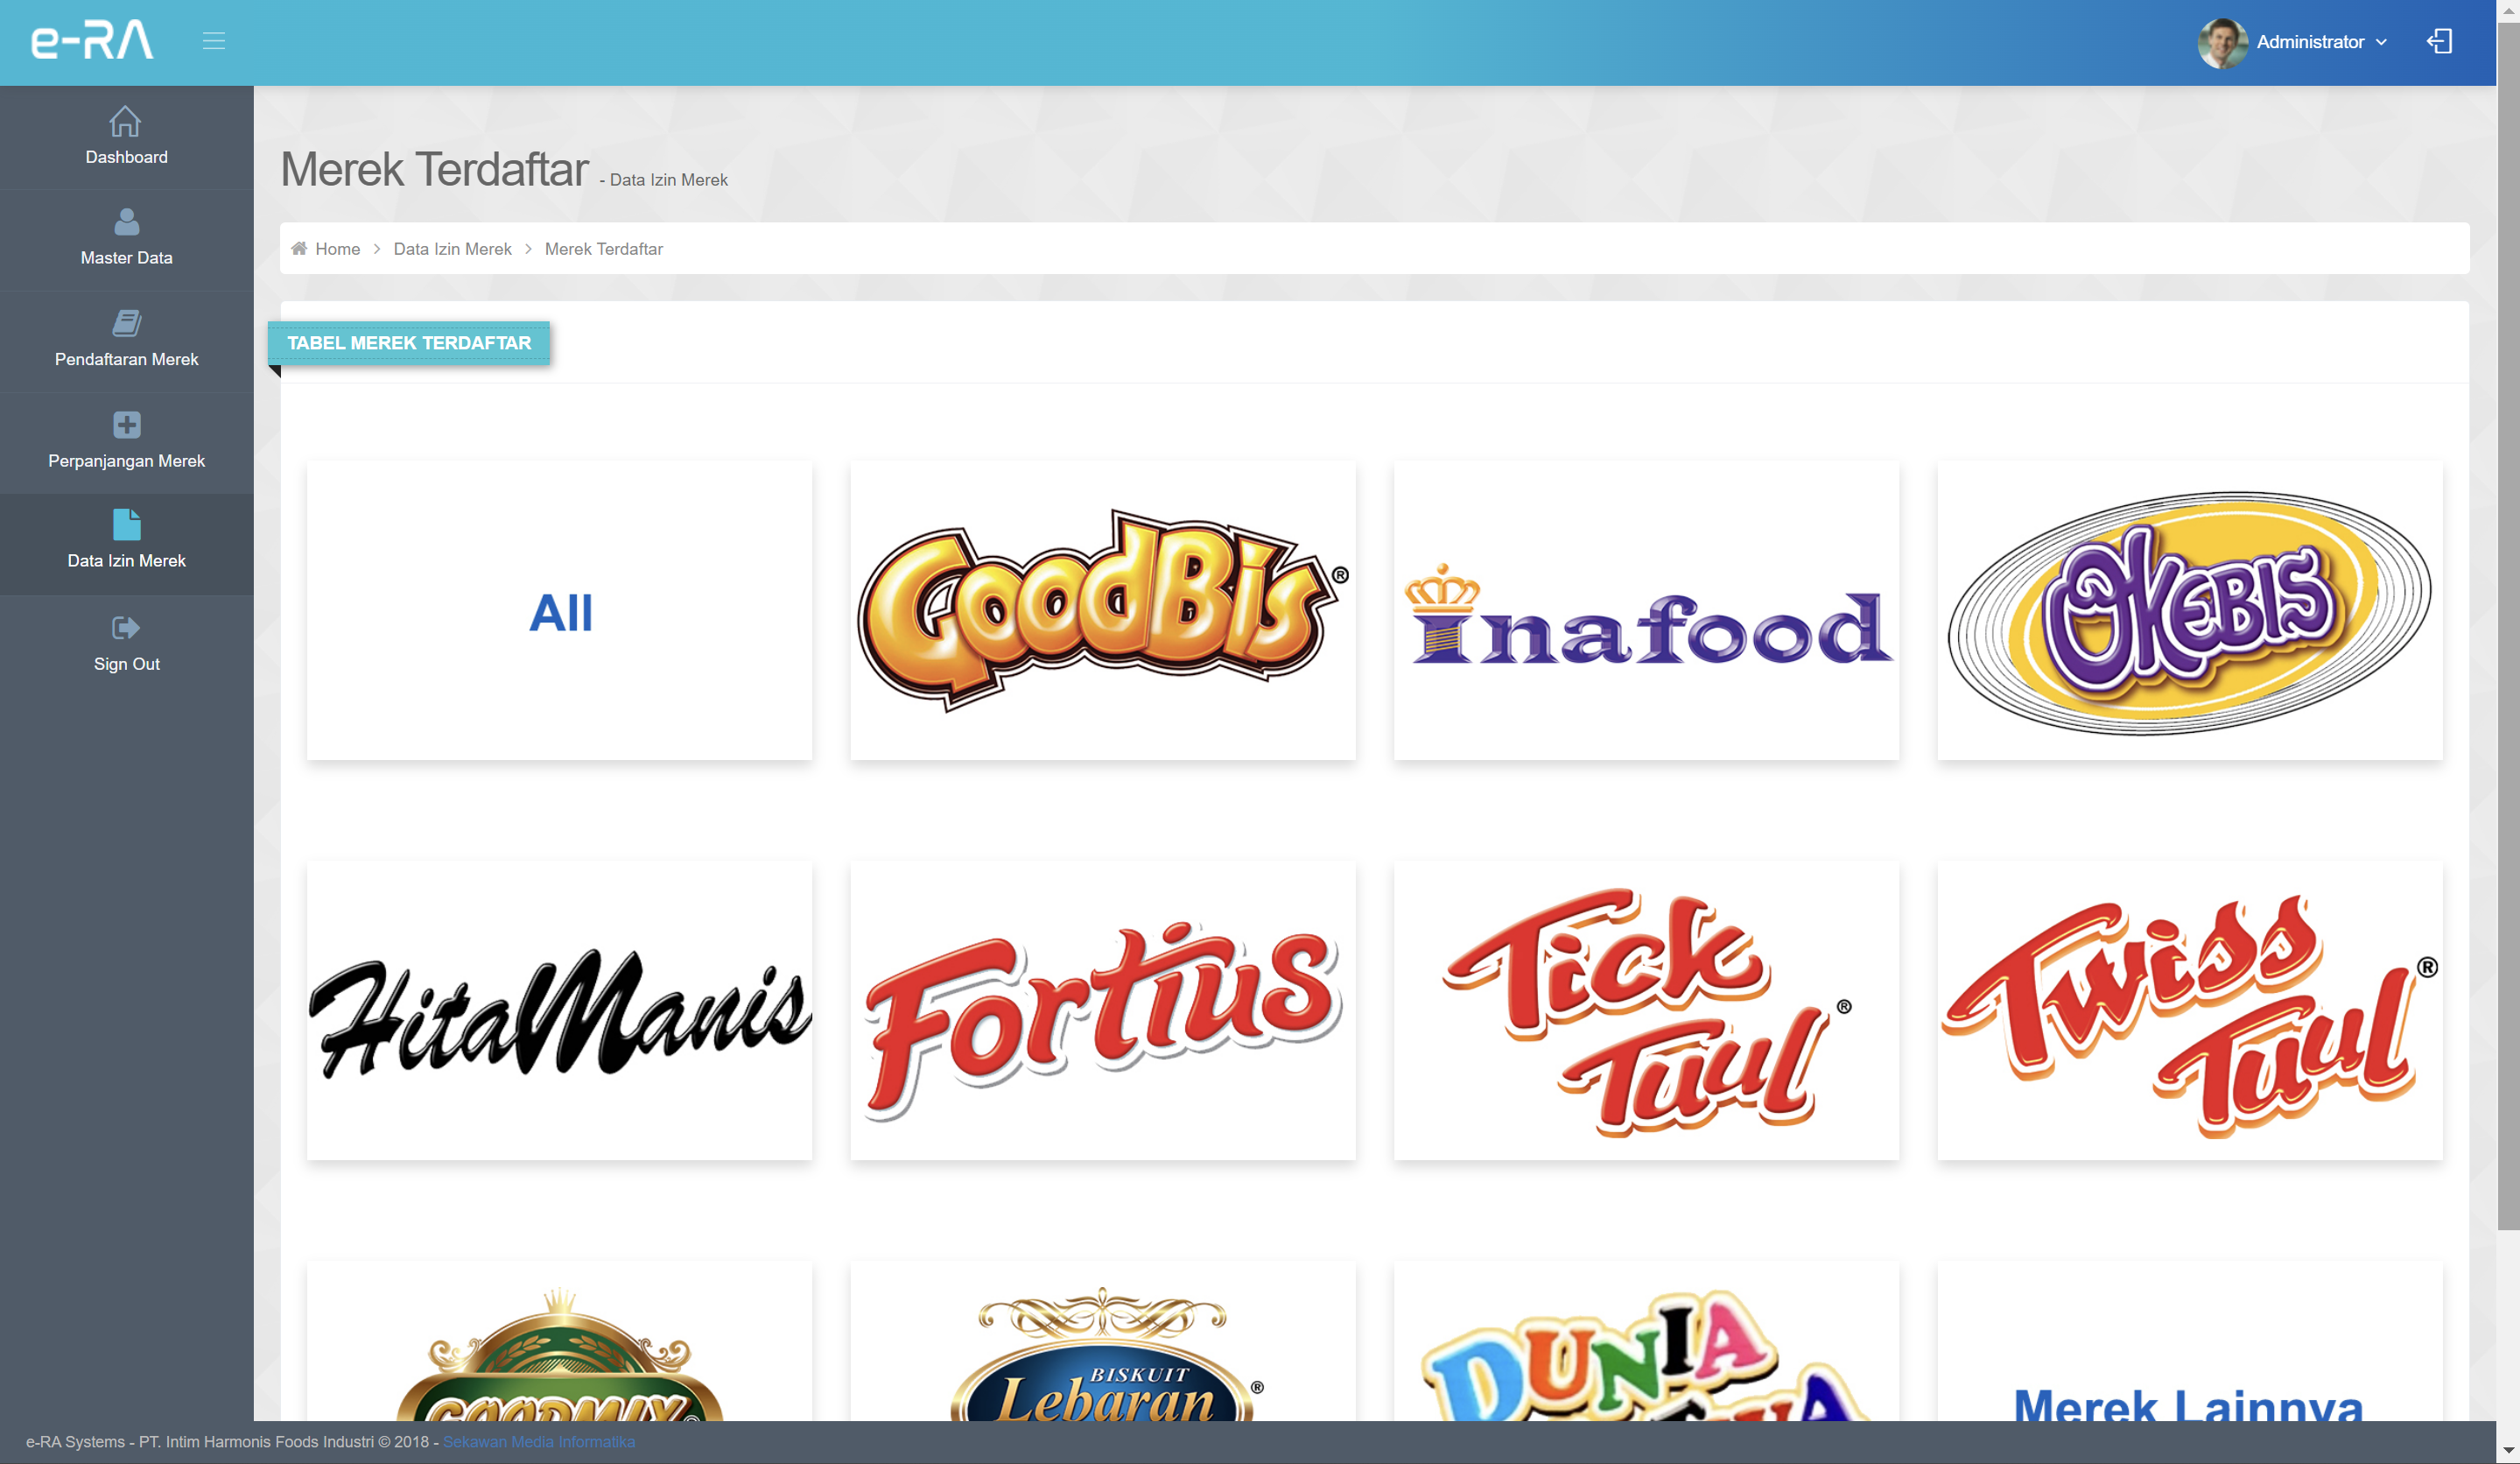 e-RA
Administrator
Dashboard
Master Data
Pendaftaran Merek
Perpanjangan Merek
Data Izin Merek
Sign Out
Merek Terdaftar - Data Izin Merek
Home > Data Izin Merek > Merek Terdaftar
TABEL MEREK TERDAFTAR
All
GoodBis ®
Inafood
OKEBIS
HitaManis
Fortius
Tick
Tuul ®
Twiss
Tuul ®
GOODMIX
BISKUIT
Lebaran ®
DUNIA
Merek Lainnya
e-RA Systems - PT. Intim Harmonis Foods Industri © 2018 - Sekawan Media Informatika